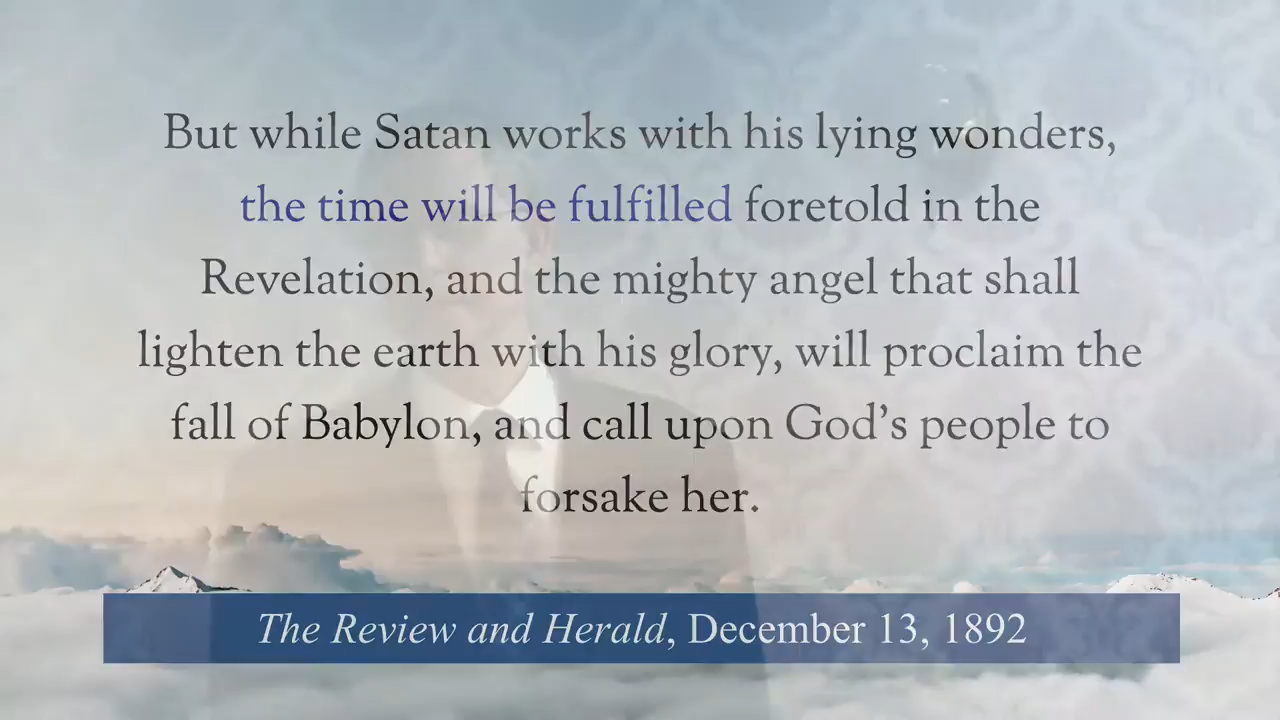 But while Satan works with his lying wonders,
the time will be fulfilled foretold in the
Revelation, and the mighty angel that shall
lighten the earth with his glory, will proclaim the
fall of Babylon, and call upon God’s people to
forsake her.
The Review and Herald, December 13, 1892